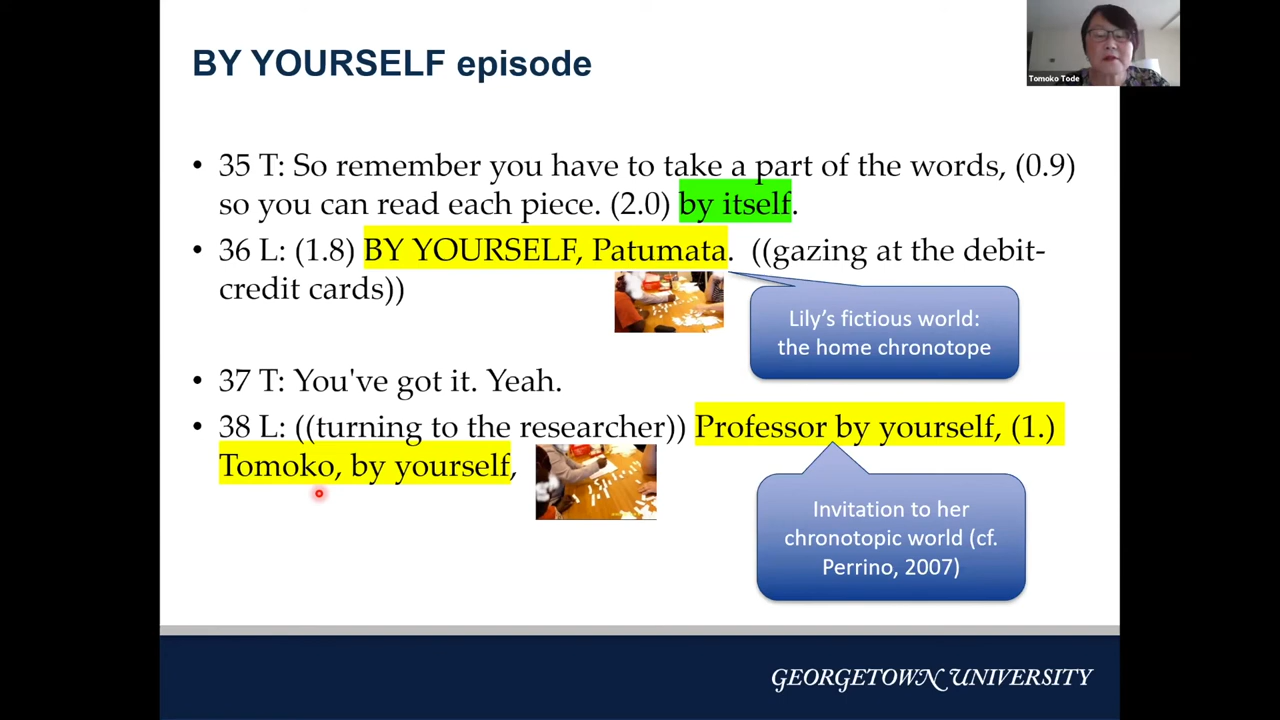 BY YOURSELF episode
Tomoko Tode
• 35 T: So remember you have to take a part of the words, (0.9)
so you can read each piece. (2.0) by itself.
• 36 L: (1.8) BY YOURSELF, Patumata. ((gazing at the debit-
credit cards))
Lily's fictious world:
the home chronotope
• 37 T: You've got it. Yeah.
• 38 L: ((turning to the researcher)) Professor by yourself, (1.)
Tomoko, by yourself,
Invitation to her
chronotopic world (cf.
Perrino, 2007)
GEORGETOWN UNIVERSITY